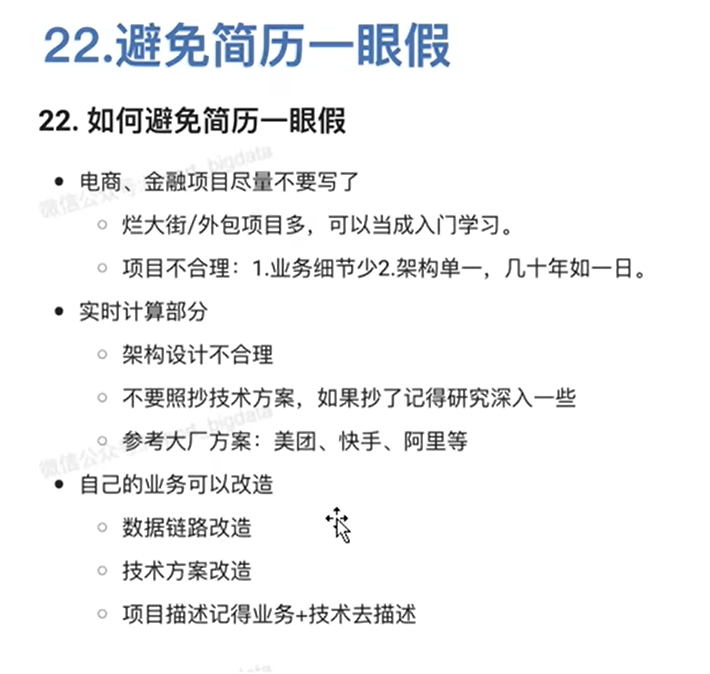 22.避免简历一眼假
22. 如何避免简历一眼假
电商、金融项目尽量不要写了
烂大街/外包项目多，可以当成入门学习。
项目不合理：1.业务细节少2.架构单一，几十年如一日。
实时计算部分
架构设计不合理
不要照抄技术方案，如果抄了记得研究深入一些
参考大厂方案：美团、快手、阿里等
自己的业务可以改造
数据链路改造
技术方案改造
项目描述记得业务+技术去描述